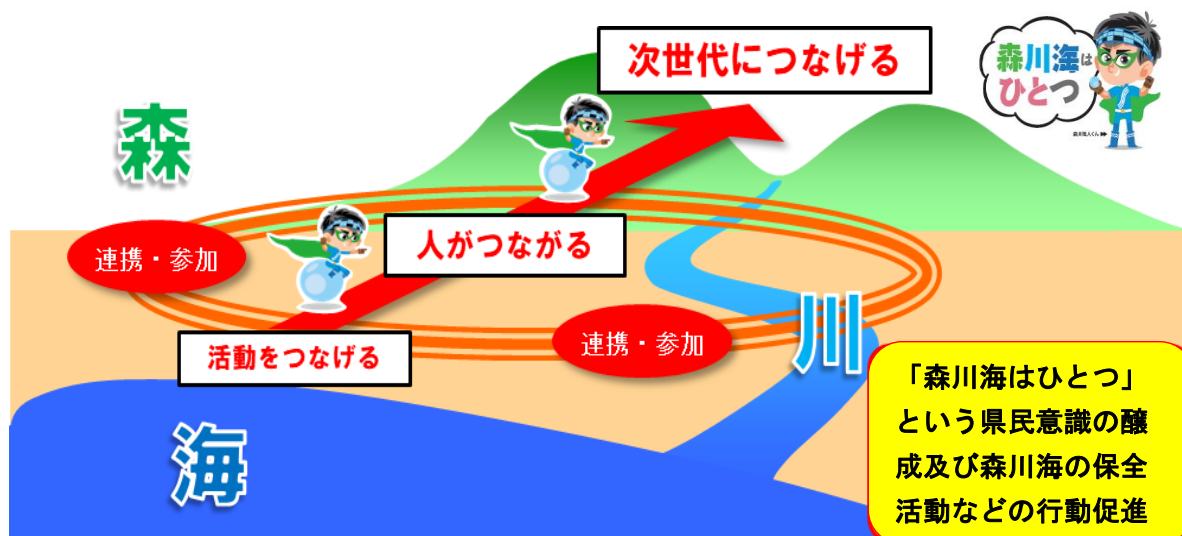 次世代につなげる
森川海は
ひとつ
森
人がつながる
連携・参加
川
連携・参加
活動をつなげる
「森川海はひとつ」
という県民意識の醸
成及び森川海の保全
活動などの行動促進
海